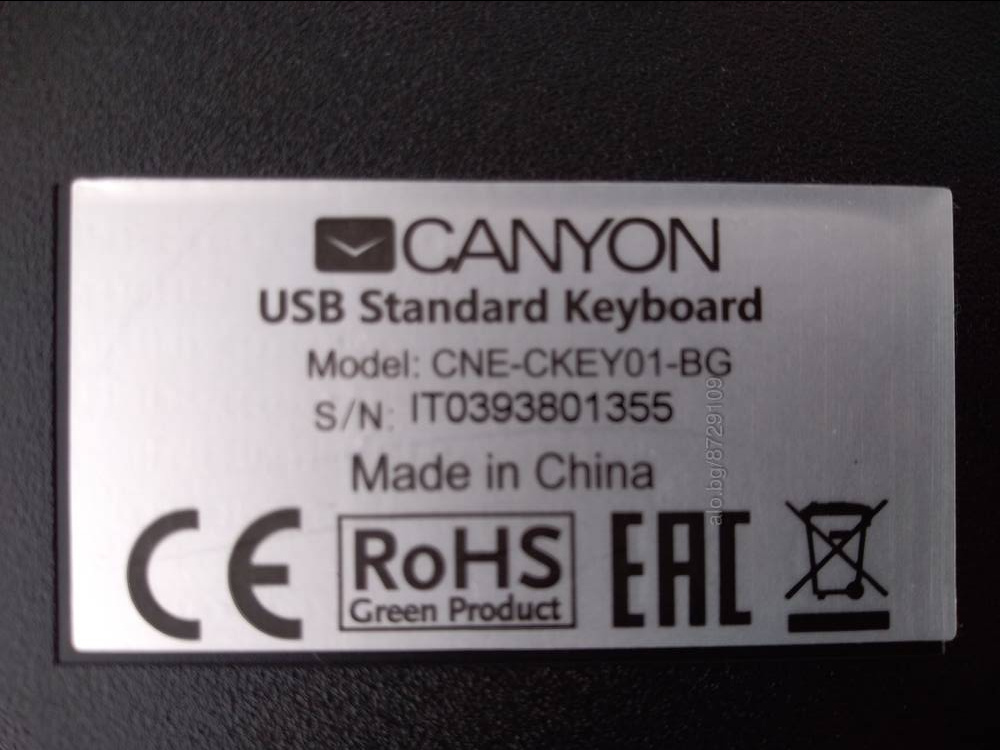 CANYON
USB Standard Keyboard
Model: CNE-CKEY01-BG
S/N: IT0393801355
Made in China
CE RoHS EAC
Green Product
alo.bg/8729109